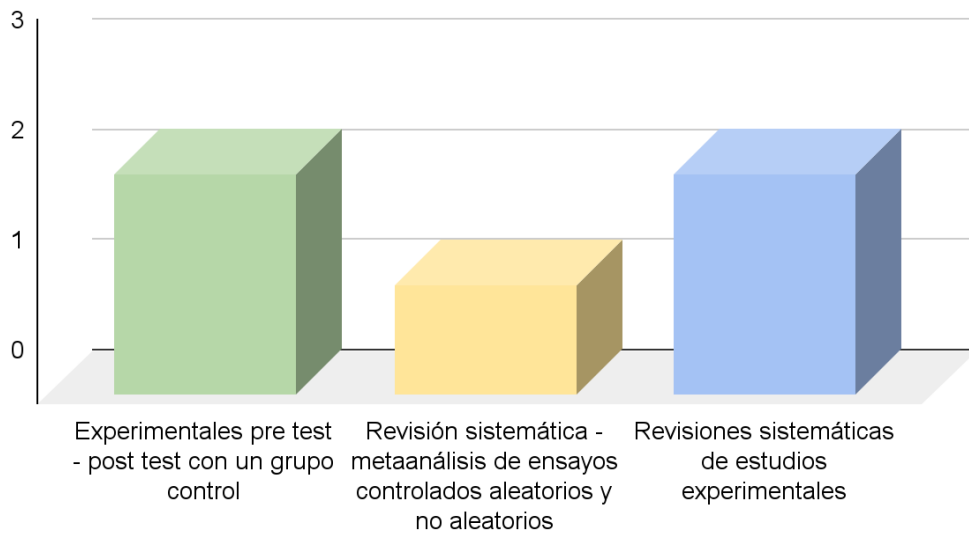 3
2
1
0
Experimentales pre test
- post test con un grupo
control
Revisión sistemática -
metaanálisis de ensayos
controlados aleatorios y
no aleatorios
Revisiones sistemáticas
de estudios
experimentales